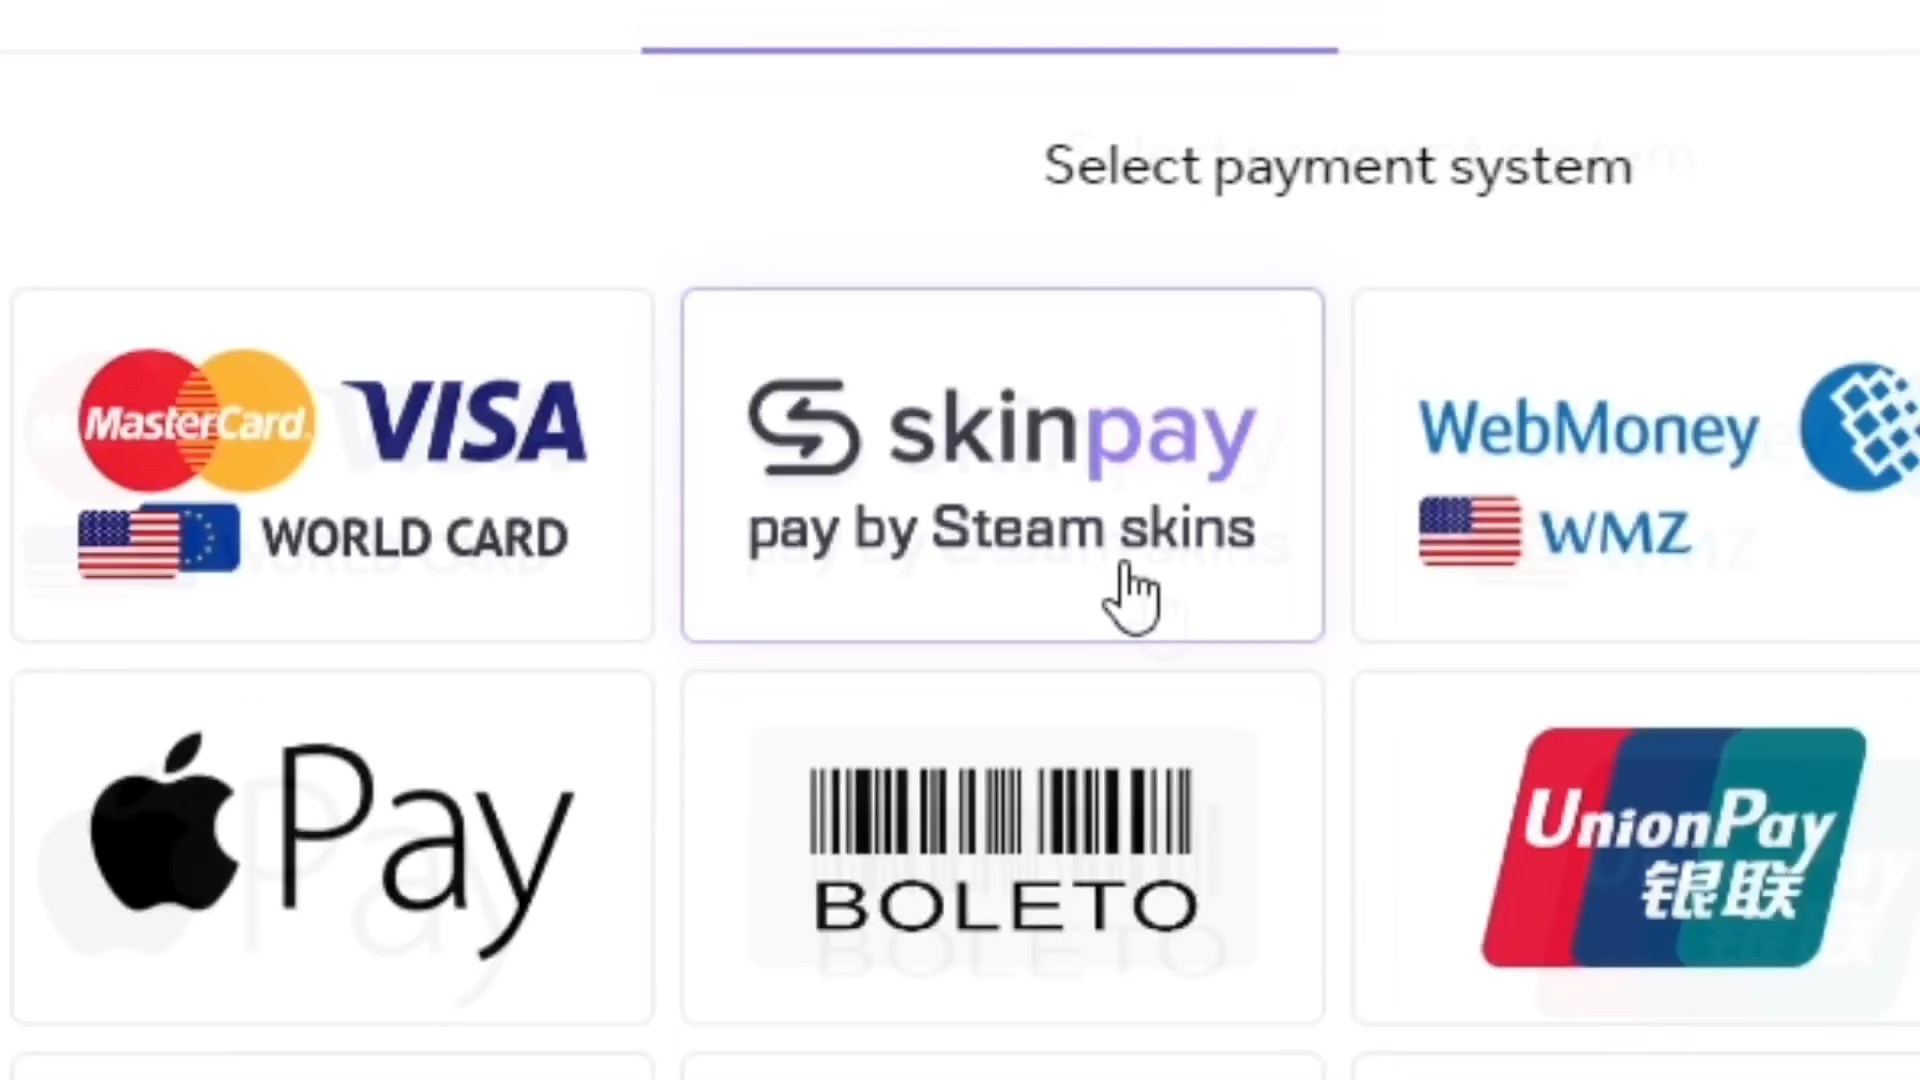 Select payment system
MasterCard.
VISA
WORLD CARD
skinpay
pay by Steam skins
WebMoney
WMZ
Pay
BOLETO
UnionPay
银联